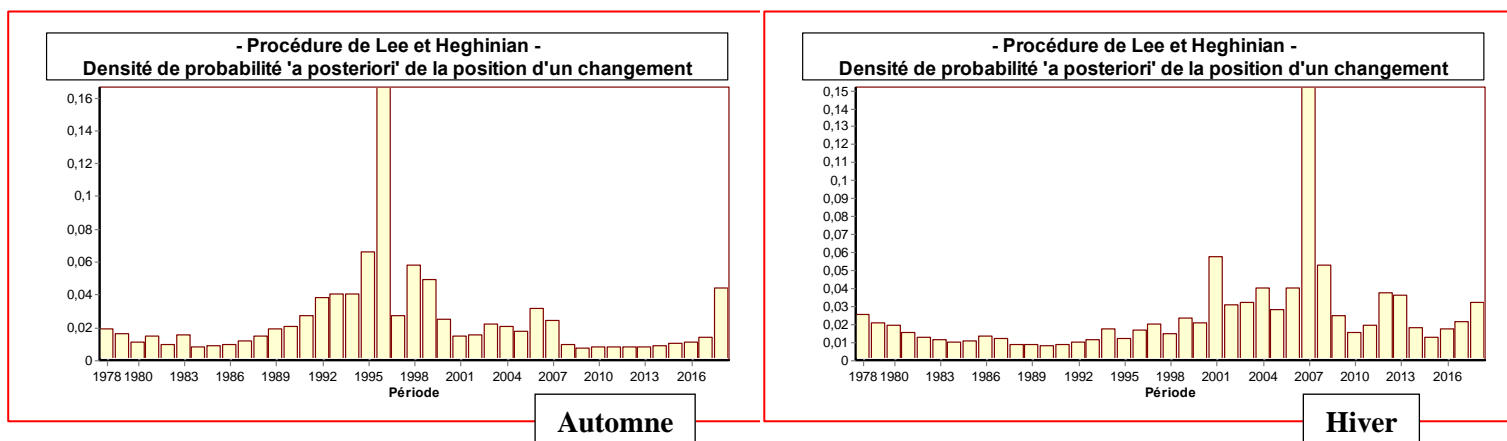 - Procédure de Lee et Heghinian -
Densité de probabilité 'a posteriori' de la position d'un changement
0,16
0,14
0,12
0,1
0,08
0,06
0,04
0,02
0
1978 1980 1983 1986 1989 1992 1995 1998 2001 2004 2007 2010 2013 2016
Période
Automne
- Procédure de Lee et Heghinian -
Densité de probabilité 'a posteriori' de la position d'un changement
0,15
0,14
0,13
0,12
0,11
0,1
0,09
0,08
0,07
0,06
0,05
0,04
0,03
0,02
0,01
0
1978 1980 1983 1986 1989 1992 1995 1998 2001 2004 2007 2010 2013 2016
Période
Hiver